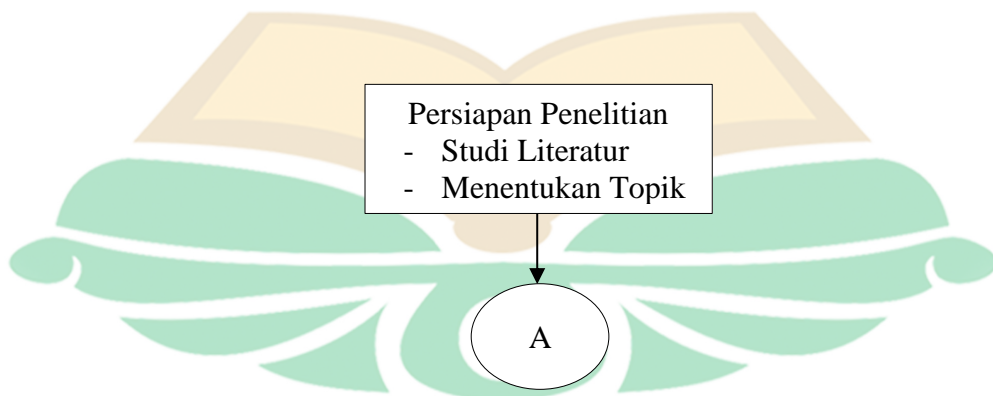 Persiapan Penelitian
- Studi Literatur
- Menentukan Topik
A